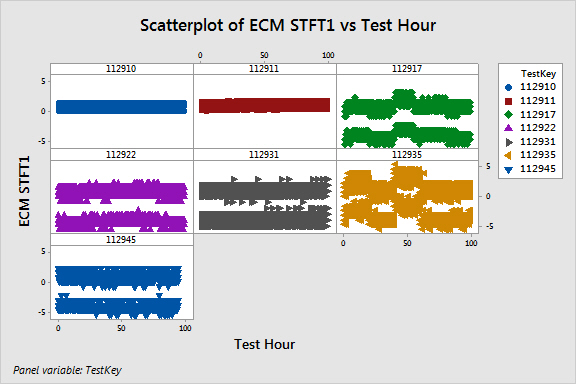 Scatterplot of ECM STFT1 vs Test Hour
0 50 100
112910 112911 112917
5
0
-5
112922 112931 112935
5
0
-5
0 50 100
112945
5
0
-5
0 50 100
ECM STFT1
Test Hour
TestKey
112910
112911
112917
112922
112931
112935
112945
Panel variable: TestKey